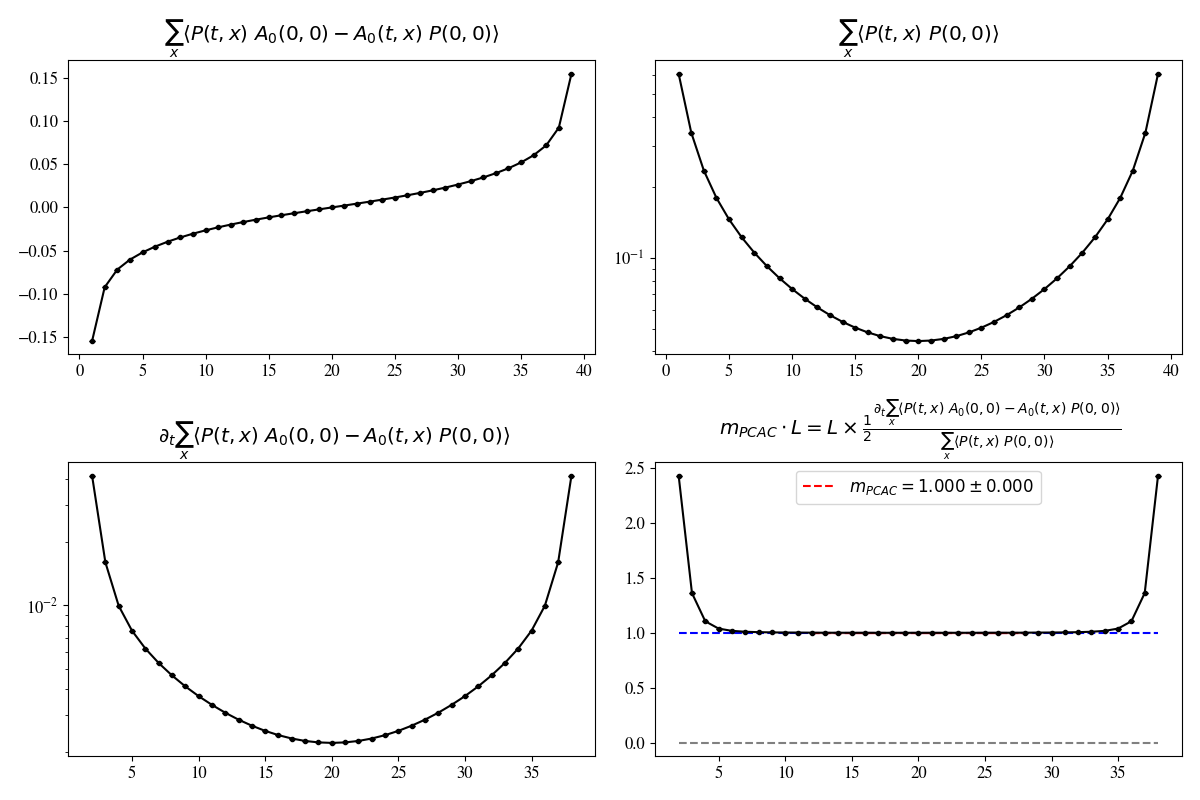 ∑ₓ⟨P(t, x) A₀(0, 0) − A₀(t, x) P(0, 0)⟩
0.15
0.10
0.05
0.00
−0.05
−0.10
−0.15
0 5 10 15 20 25 30 35 40
∑ₓ⟨P(t, x) P(0, 0)⟩
10⁻¹
0 5 10 15 20 25 30 35 40
∂ₜ∑ₓ⟨P(t, x) A₀(0, 0) − A₀(t, x) P(0, 0)⟩
10⁻²
5 10 15 20 25 30 35
m_PCAC · L = L × 1/2 ∂ₜ∑ₓ⟨P(t, x) A₀(0, 0) − A₀(t, x) P(0, 0)⟩ / ∑ₓ⟨P(t, x) P(0, 0)⟩
m_PCAC = 1.000 ± 0.000
2.5
2.0
1.5
1.0
0.5
0.0
5 10 15 20 25 30 35